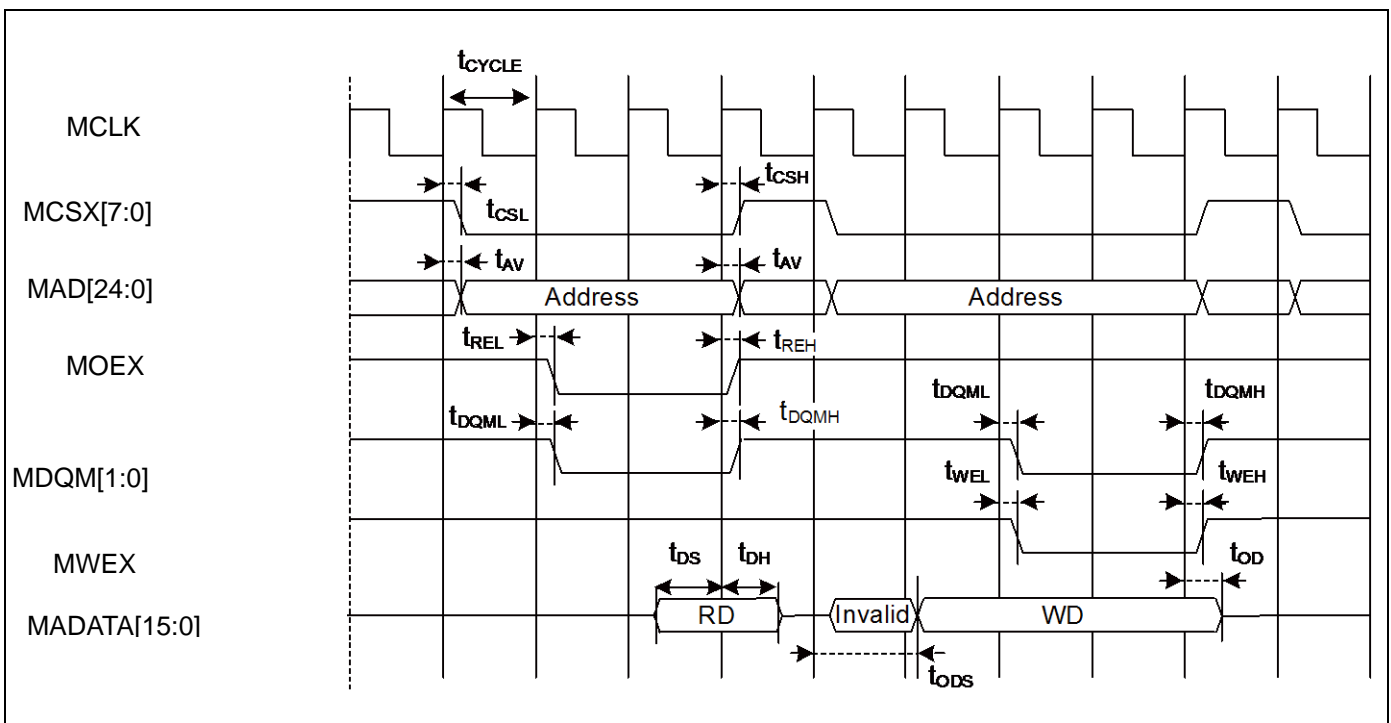 tCYCLE
MCLK
tCSH
MCSX[7:0]
tCSL
tAV
tAV
MAD[24:0]
Address
Address
tREL
tREH
MOEX
tDQML
tDQMH
tDQML
tDQMH
MDQM[1:0]
tWEL
tWEH
MWEX
tDS
tDH
tOD
MADATA[15:0]
RD
Invalid
WD
tODS